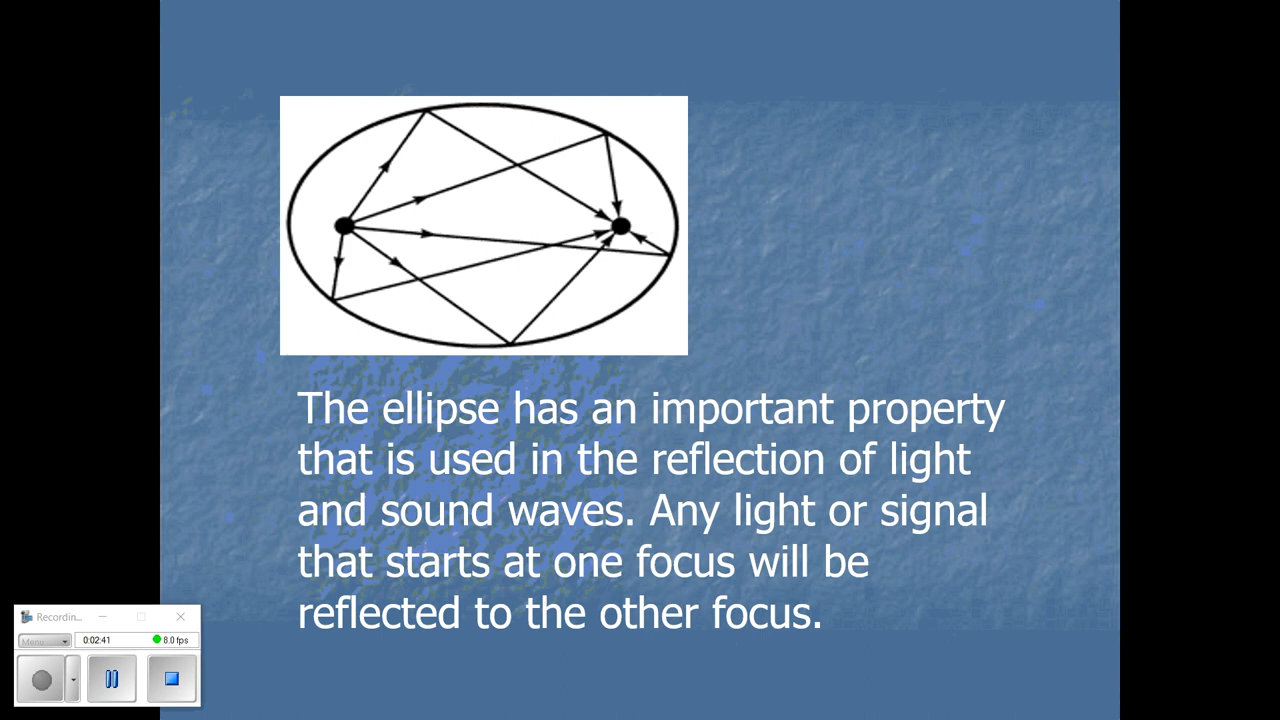 The ellipse has an important property
that is used in the reflection of light
and sound waves. Any light or signal
that starts at one focus will be
reflected to the other focus.
Recordin...
Menu
0:02:41
8.0 fps